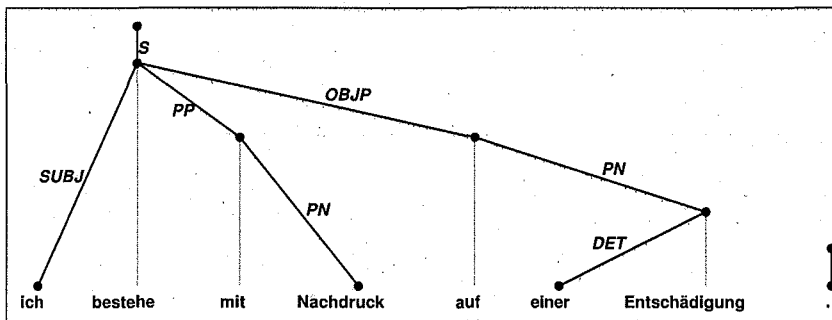 S
OBJP
PP
SUBJ
PN
PN
DET
ich bestehe mit Nachdruck auf einer Entschädigung .